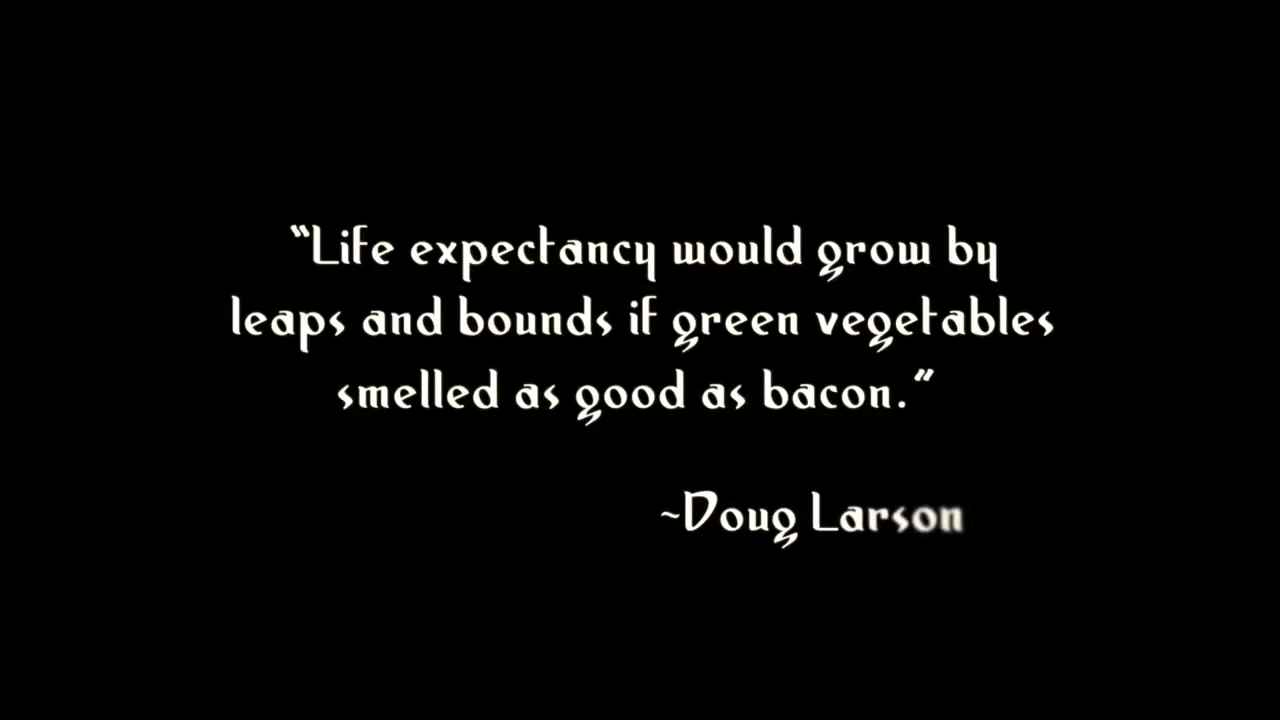 “Life expectancy would grow by
leaps and bounds if green vegetables
smelled as good as bacon.”
~Doug Larson